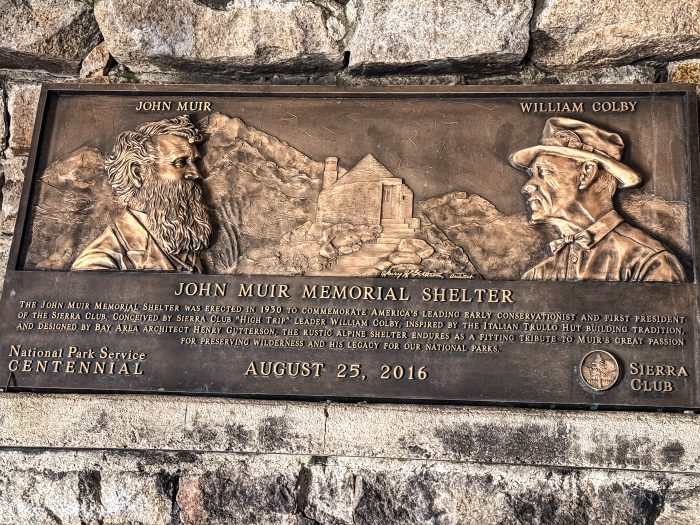 JOHN MUIR
WILLIAM COLBY
JOHN MUIR MEMORIAL SHELTER
THE JOHN MUIR MEMORIAL SHELTER WAS ERECTED IN 1930 TO COMMEMORATE AMERICA'S LEADING EARLY CONSERVATIONIST AND FIRST PRESIDENT
OF THE SIERRA CLUB. CONCEIVED BY SIERRA CLUB "HIGH TRIP" LEADER WILLIAM COLBY, INSPIRED BY THE ITALIAN TRULLO HUT BUILDING TRADITION,
AND DESIGNED BY BAY AREA ARCHITECT HENRY GUTTERSON, THE RUSTIC ALPINE SHELTER ENDURES AS A FITTING TRIBUTE TO MUIR'S GREAT PASSION
FOR PRESERVING WILDERNESS AND HIS LEGACY FOR OUR NATIONAL PARKS.
National Park Service
CENTENNIAL
AUGUST 25, 2016
SIERRA
CLUB